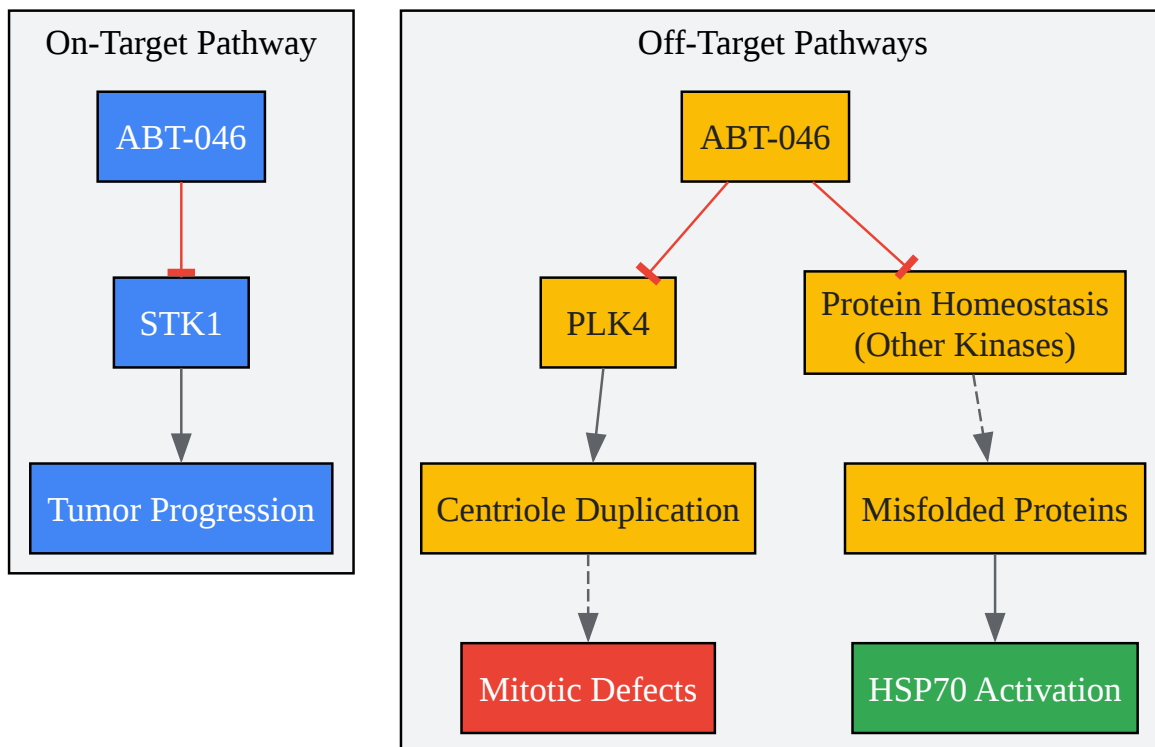 On-Target Pathway
ABT-046
STK1
Tumor Progression
Off-Target Pathways
ABT-046
PLK4
Protein Homeostasis
(Other Kinases)
Centriole Duplication
Misfolded Proteins
Mitotic Defects
HSP70 Activation